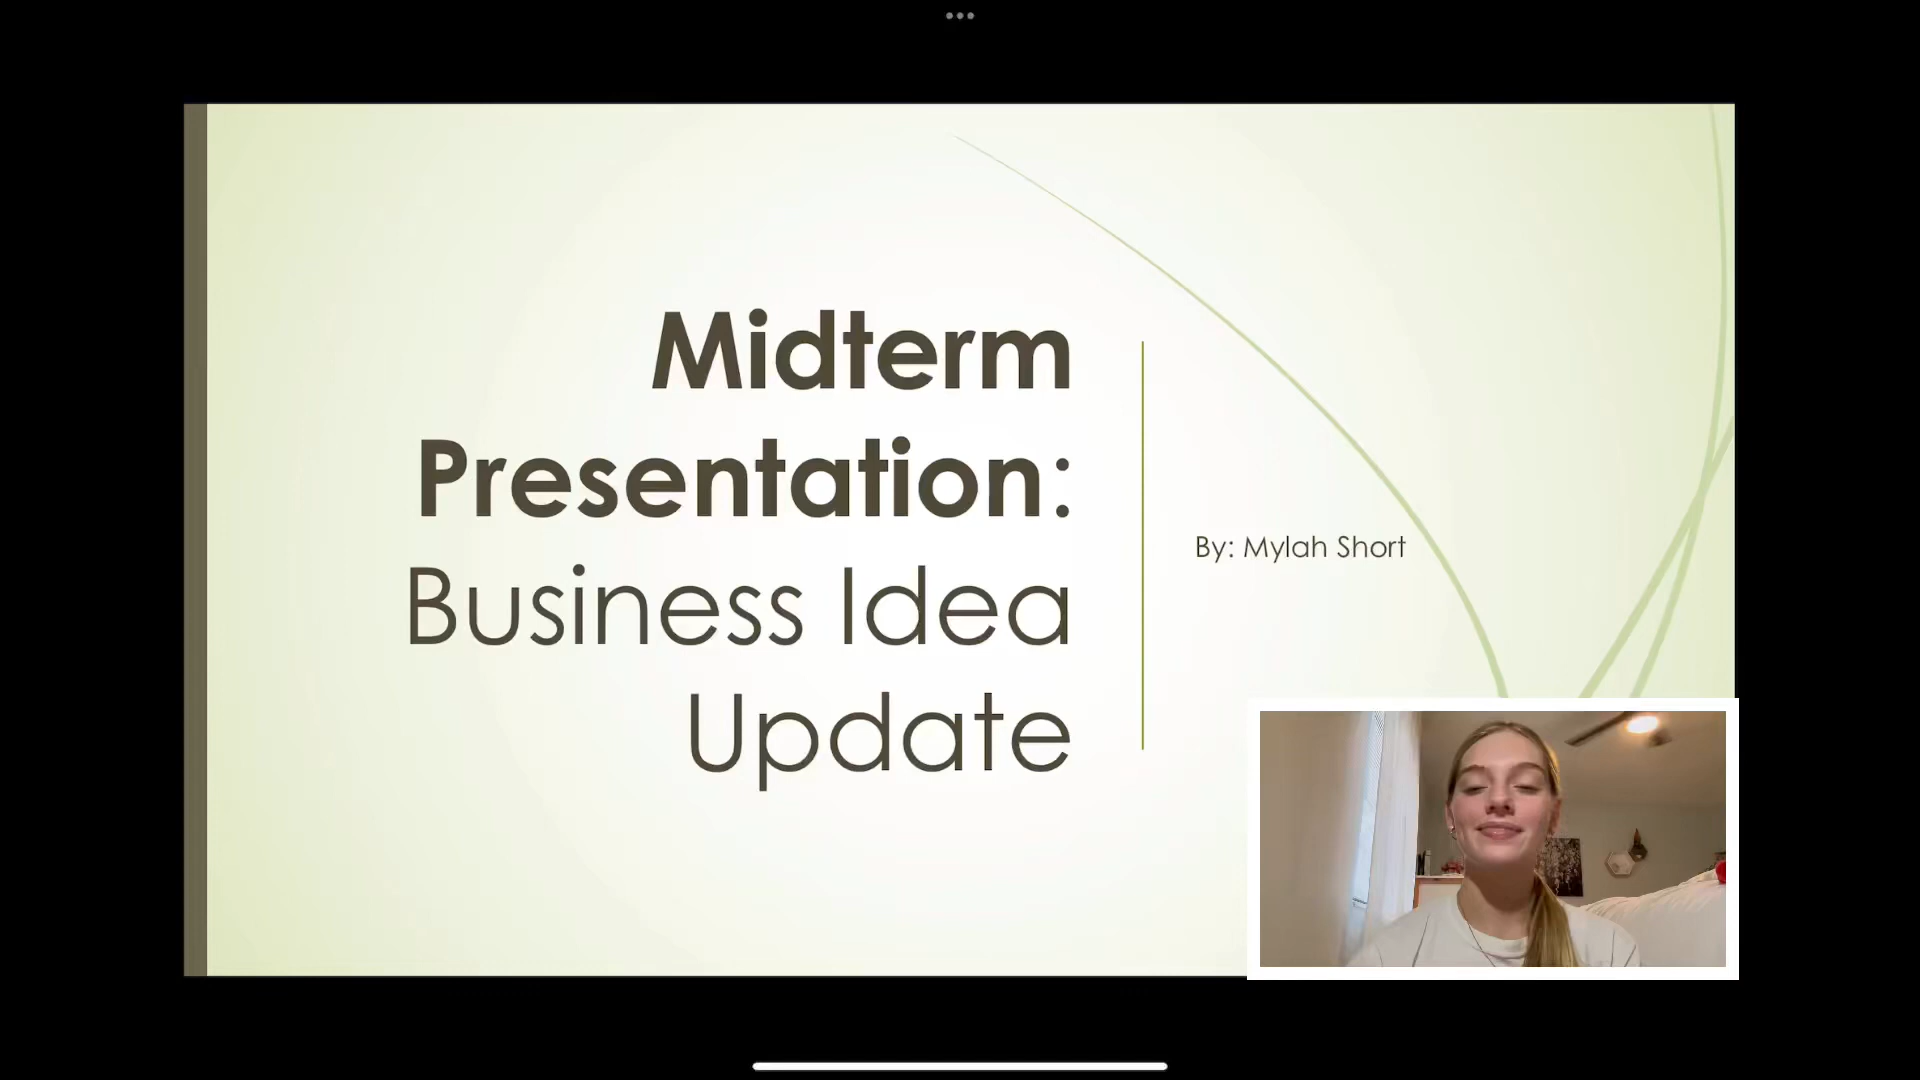 Midterm
Presentation:
Business Idea
Update
By: Mylah Short